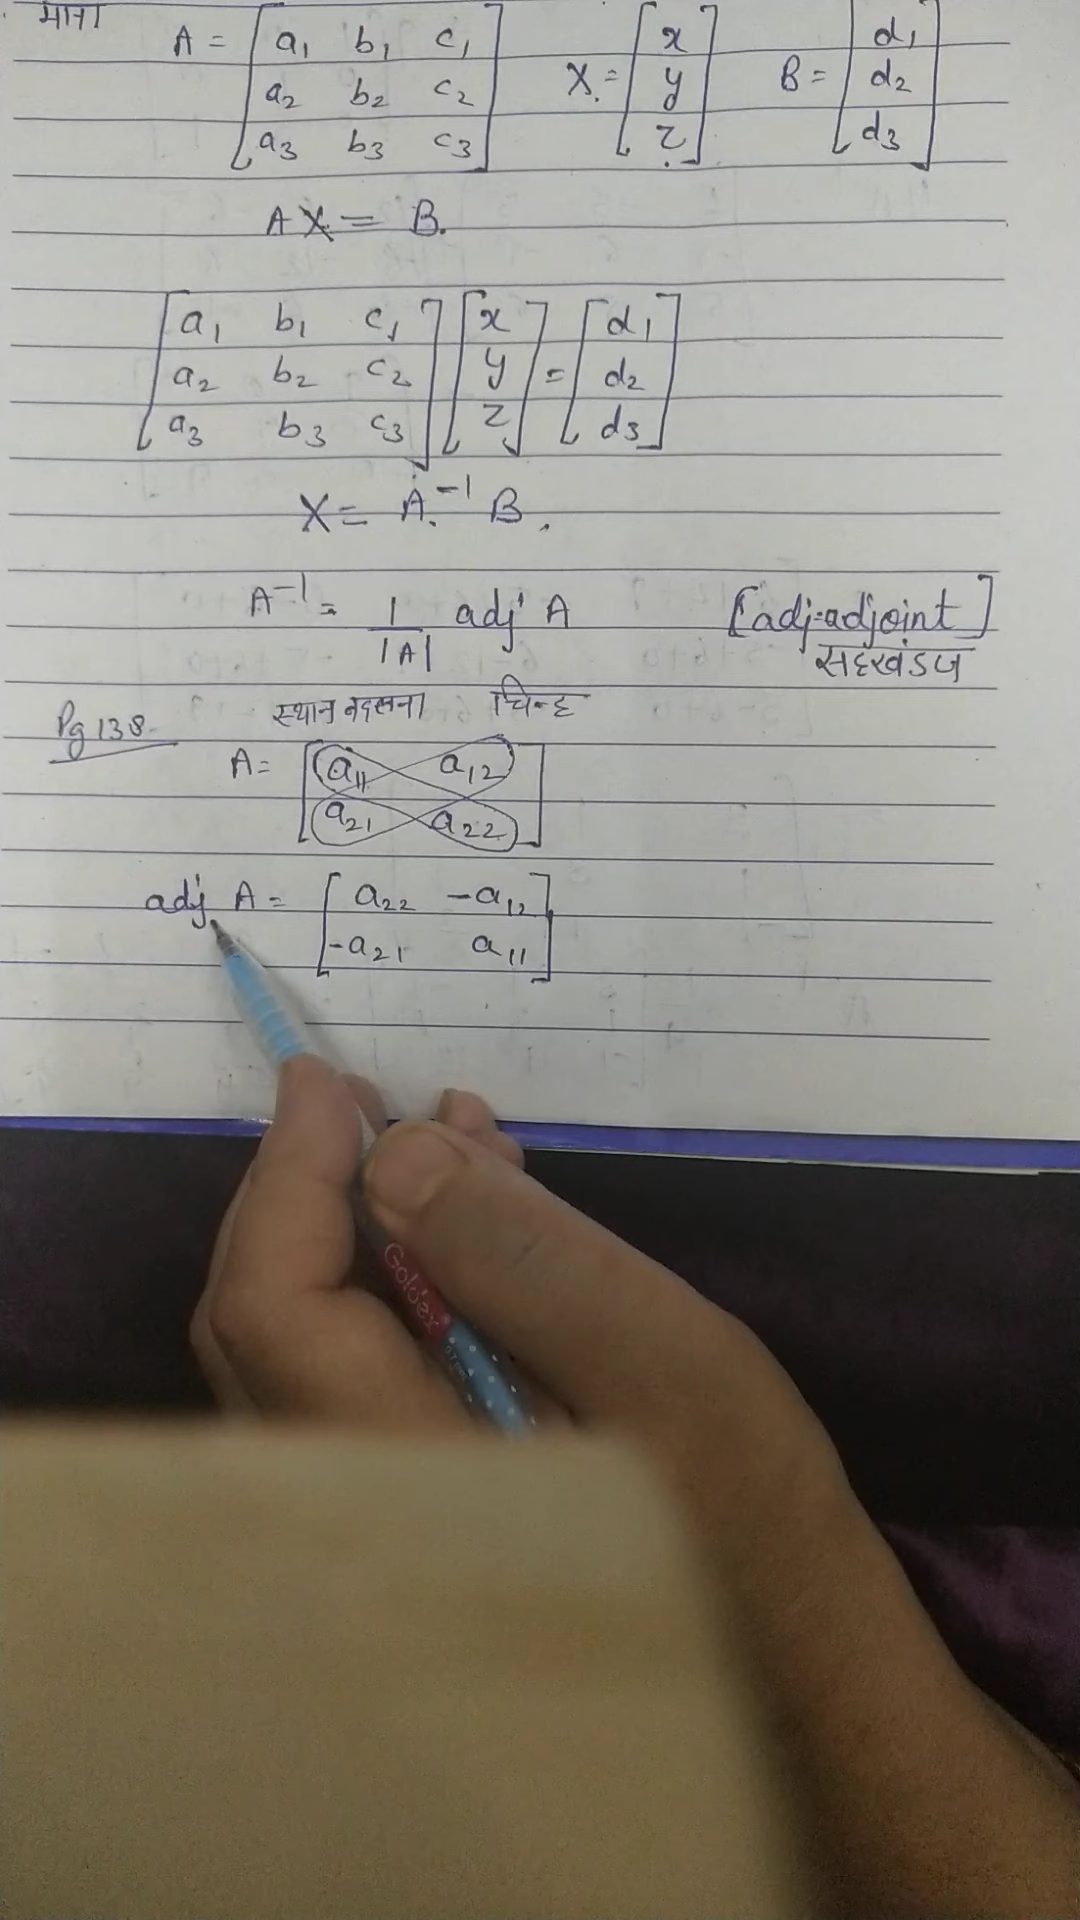 माना
A = [a₁ b₁ c₁ X = [x B = [d₁
a₂ b₂ c₂ y d₂
a₃ b₃ c₃] z] d₃]
AX = B.
[a₁ b₁ c₁] [x] = [d₁]
a₂ b₂ c₂ y d₂
a₃ b₃ c₃ z d₃
X = A⁻¹ B.
A⁻¹ = 1/|A| adj A [adj-adjoint]
सहखंडज
स्थान बदलना चिन्ह
Pg 138
A = [a₁₁ a₁₂
a₂₁ a₂₂]
adj A = [a₂₂ -a₁₂
-a₂₁ a₁₁]
Goldex